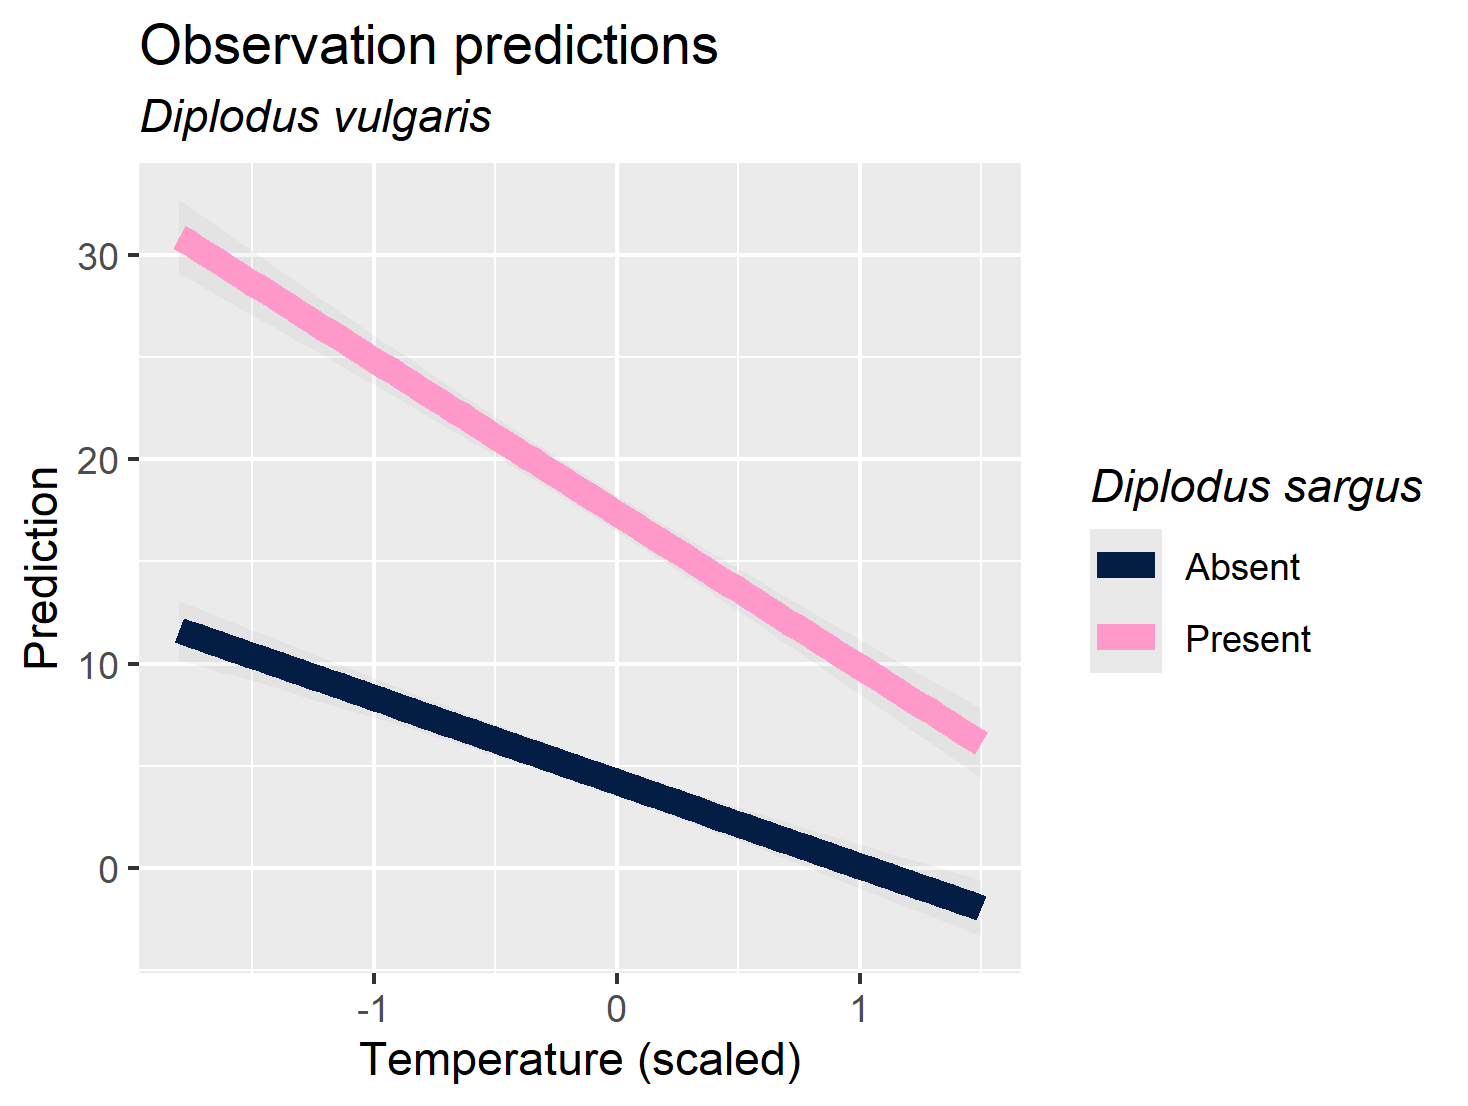 Observation predictions
Diplodus vulgaris
30
20
10
0
Prediction
-1
0
1
Temperature (scaled)
Diplodus sargus
Absent
Present